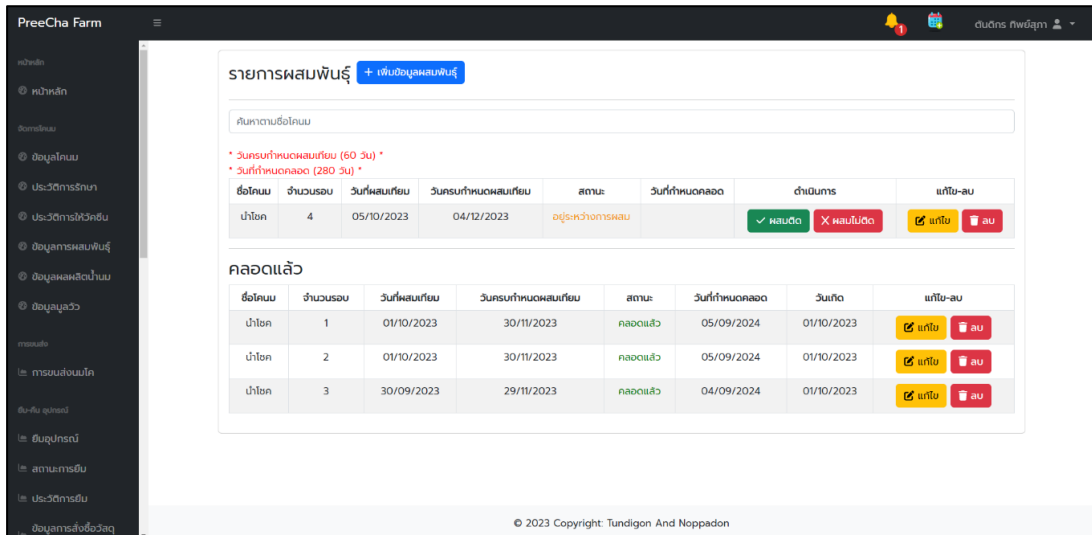 PreeCha Farm
1
ตันดิกร ทิพย์สุภา
หน้าหลัก
หน้าหลัก
จัดการโคนม
ข้อมูลโคนม
ประวัติการรักษา
ประวัติการให้วัคซีน
ข้อมูลการผสมพันธุ์
ข้อมูลผลผลิตน้ำนม
ข้อมูลมูลวัว
การขนส่ง
การขนส่งนมโค
ยืม-คืน อุปกรณ์
ยืมอุปกรณ์
สถานะการยืม
ประวัติการยืม
ข้อมูลการสั่งซื้อวัสดุ
รายการผสมพันธุ์ + เพิ่มข้อมูลผสมพันธุ์
ค้นหาตามชื่อโคนม
* วันครบกำหนดผสมเทียม (60 วัน) *
* วันที่กำหนดคลอด (280 วัน) *
ชื่อโคนม จำนวนรอบ วันที่ผสมเทียม วันครบกำหนดผสมเทียม สถานะ วันที่กำหนดคลอด ดำเนินการ แก้ไข-ลบ
นำโชค 4 05/10/2023 04/12/2023 อยู่ระหว่างการผสม ผสมติด ผสมไม่ติด แก้ไข ลบ
คลอดแล้ว
ชื่อโคนม จำนวนรอบ วันที่ผสมเทียม วันครบกำหนดผสมเทียม สถานะ วันที่กำหนดคลอด วันเกิด แก้ไข-ลบ
นำโชค 1 01/10/2023 30/11/2023 คลอดแล้ว 05/09/2024 01/10/2023 แก้ไข ลบ
นำโชค 2 01/10/2023 30/11/2023 คลอดแล้ว 05/09/2024 01/10/2023 แก้ไข ลบ
นำโชค 3 30/09/2023 29/11/2023 คลอดแล้ว 04/09/2024 01/10/2023 แก้ไข ลบ
© 2023 Copyright: Tundigon And Noppadon